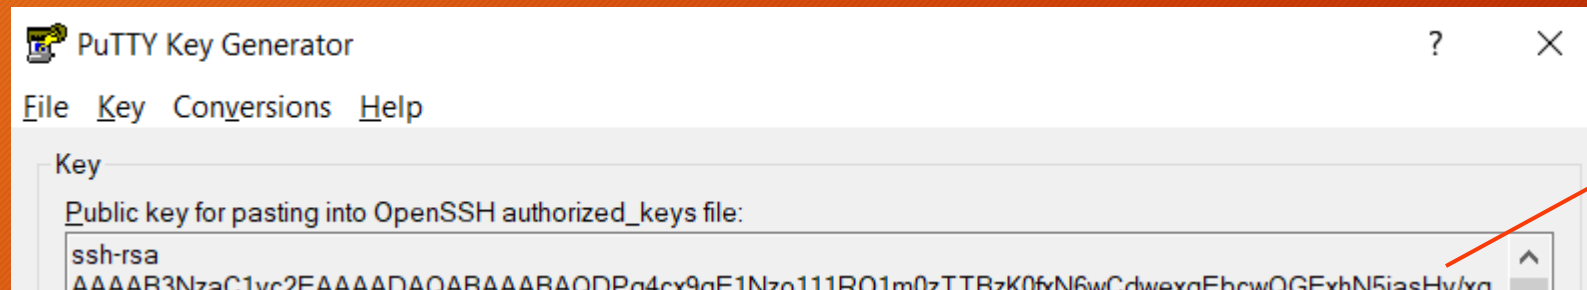 PuTTY Key Generator
?
File Key Conversions Help
Key
Public key for pasting into OpenSSH authorized_keys file:
ssh-rsa